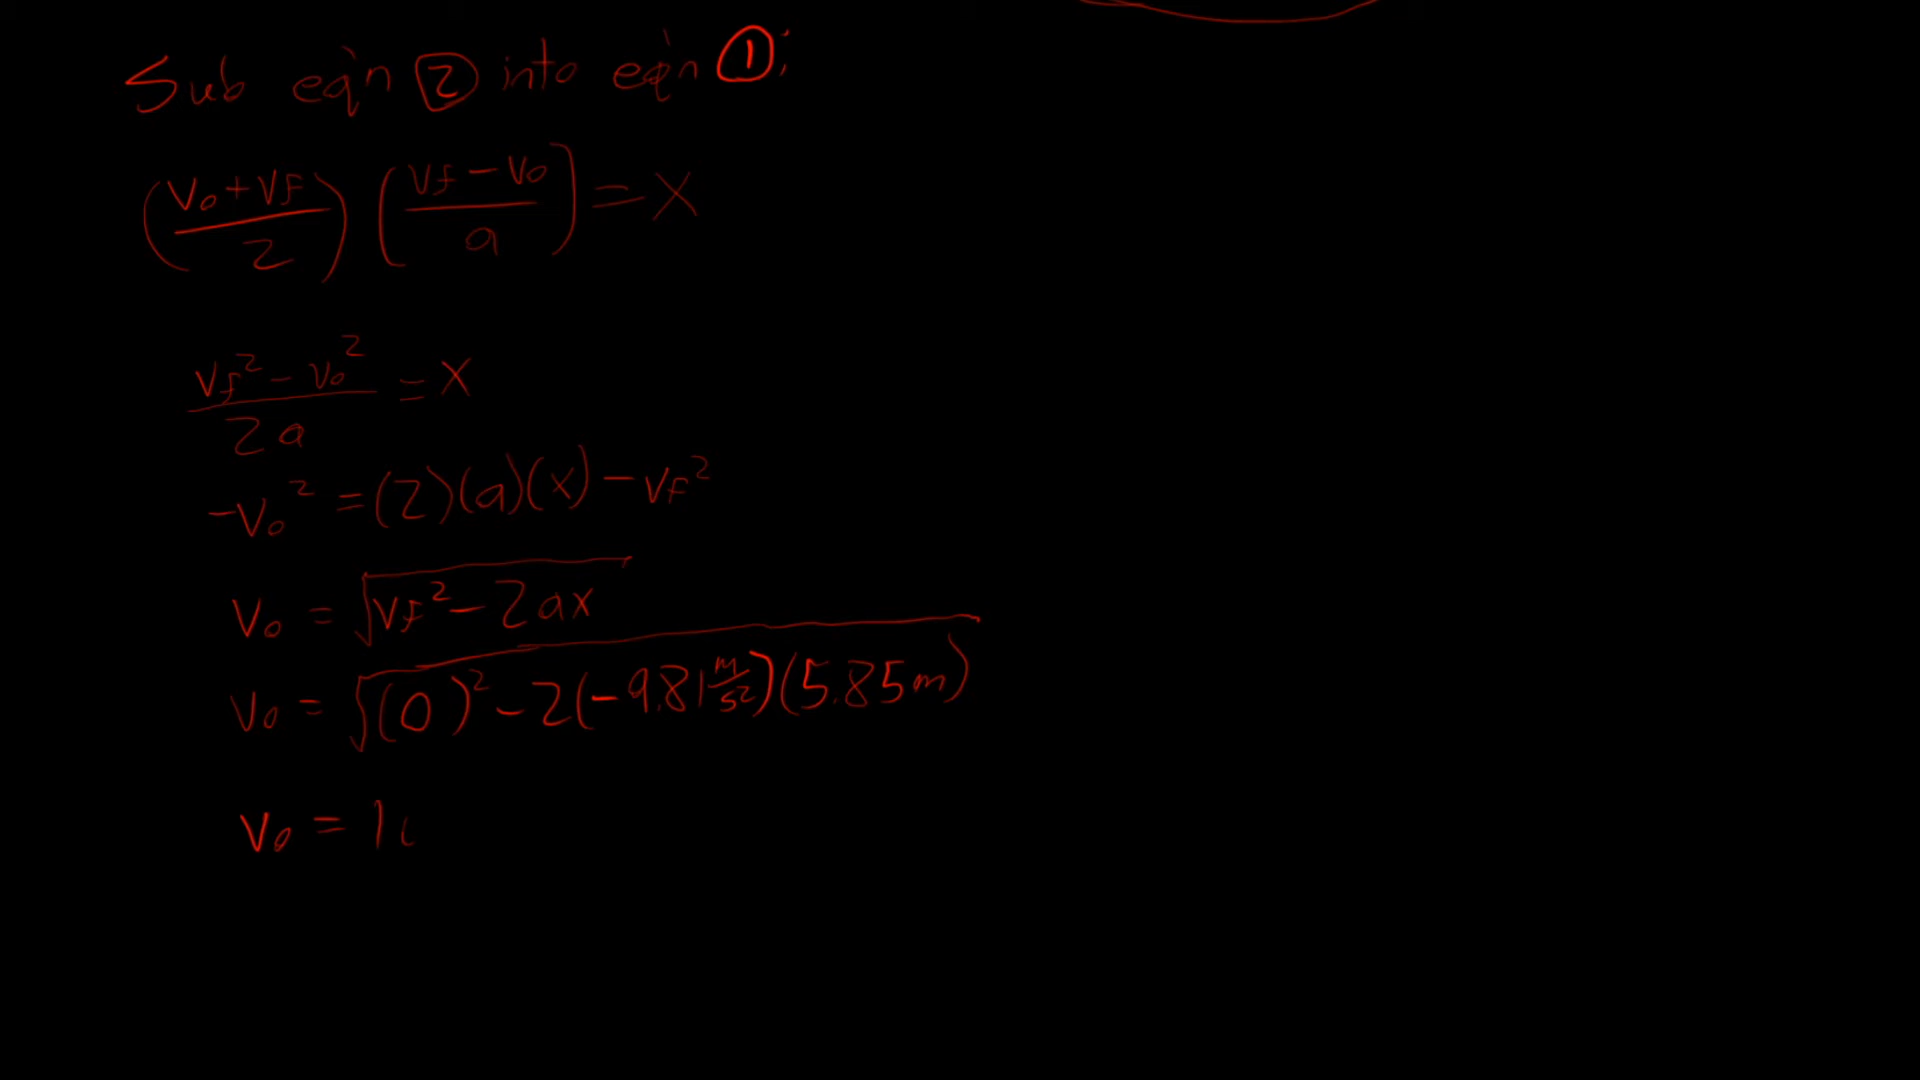 Sub eq'n ② into eq'n ①;
(Vo + Vf / 2) (Vf - Vo / a) = X
Vf² - Vo² / 2a = X
-Vo² = (2)(a)(x) - Vf²
Vo = √(Vf² - 2ax)
Vo = √((0)² - 2(-9.81 m/s²)(5.85m))
Vo = 1